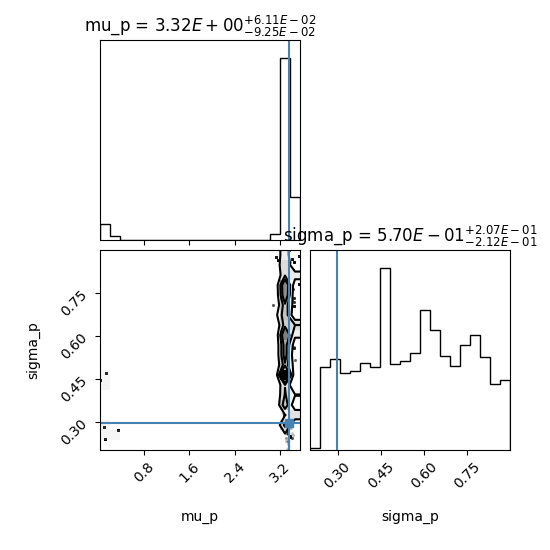 mu_p = 3.32E + 00+6.11E − 02 −9.25E − 02
sigma_p = 5.70E − 01+2.07E − 01 −2.12E − 01
sigma_p
0.75
0.60
0.45
0.30
0.8 1.6 2.4 3.2
0.30 0.45 0.60 0.75
mu_p
sigma_p